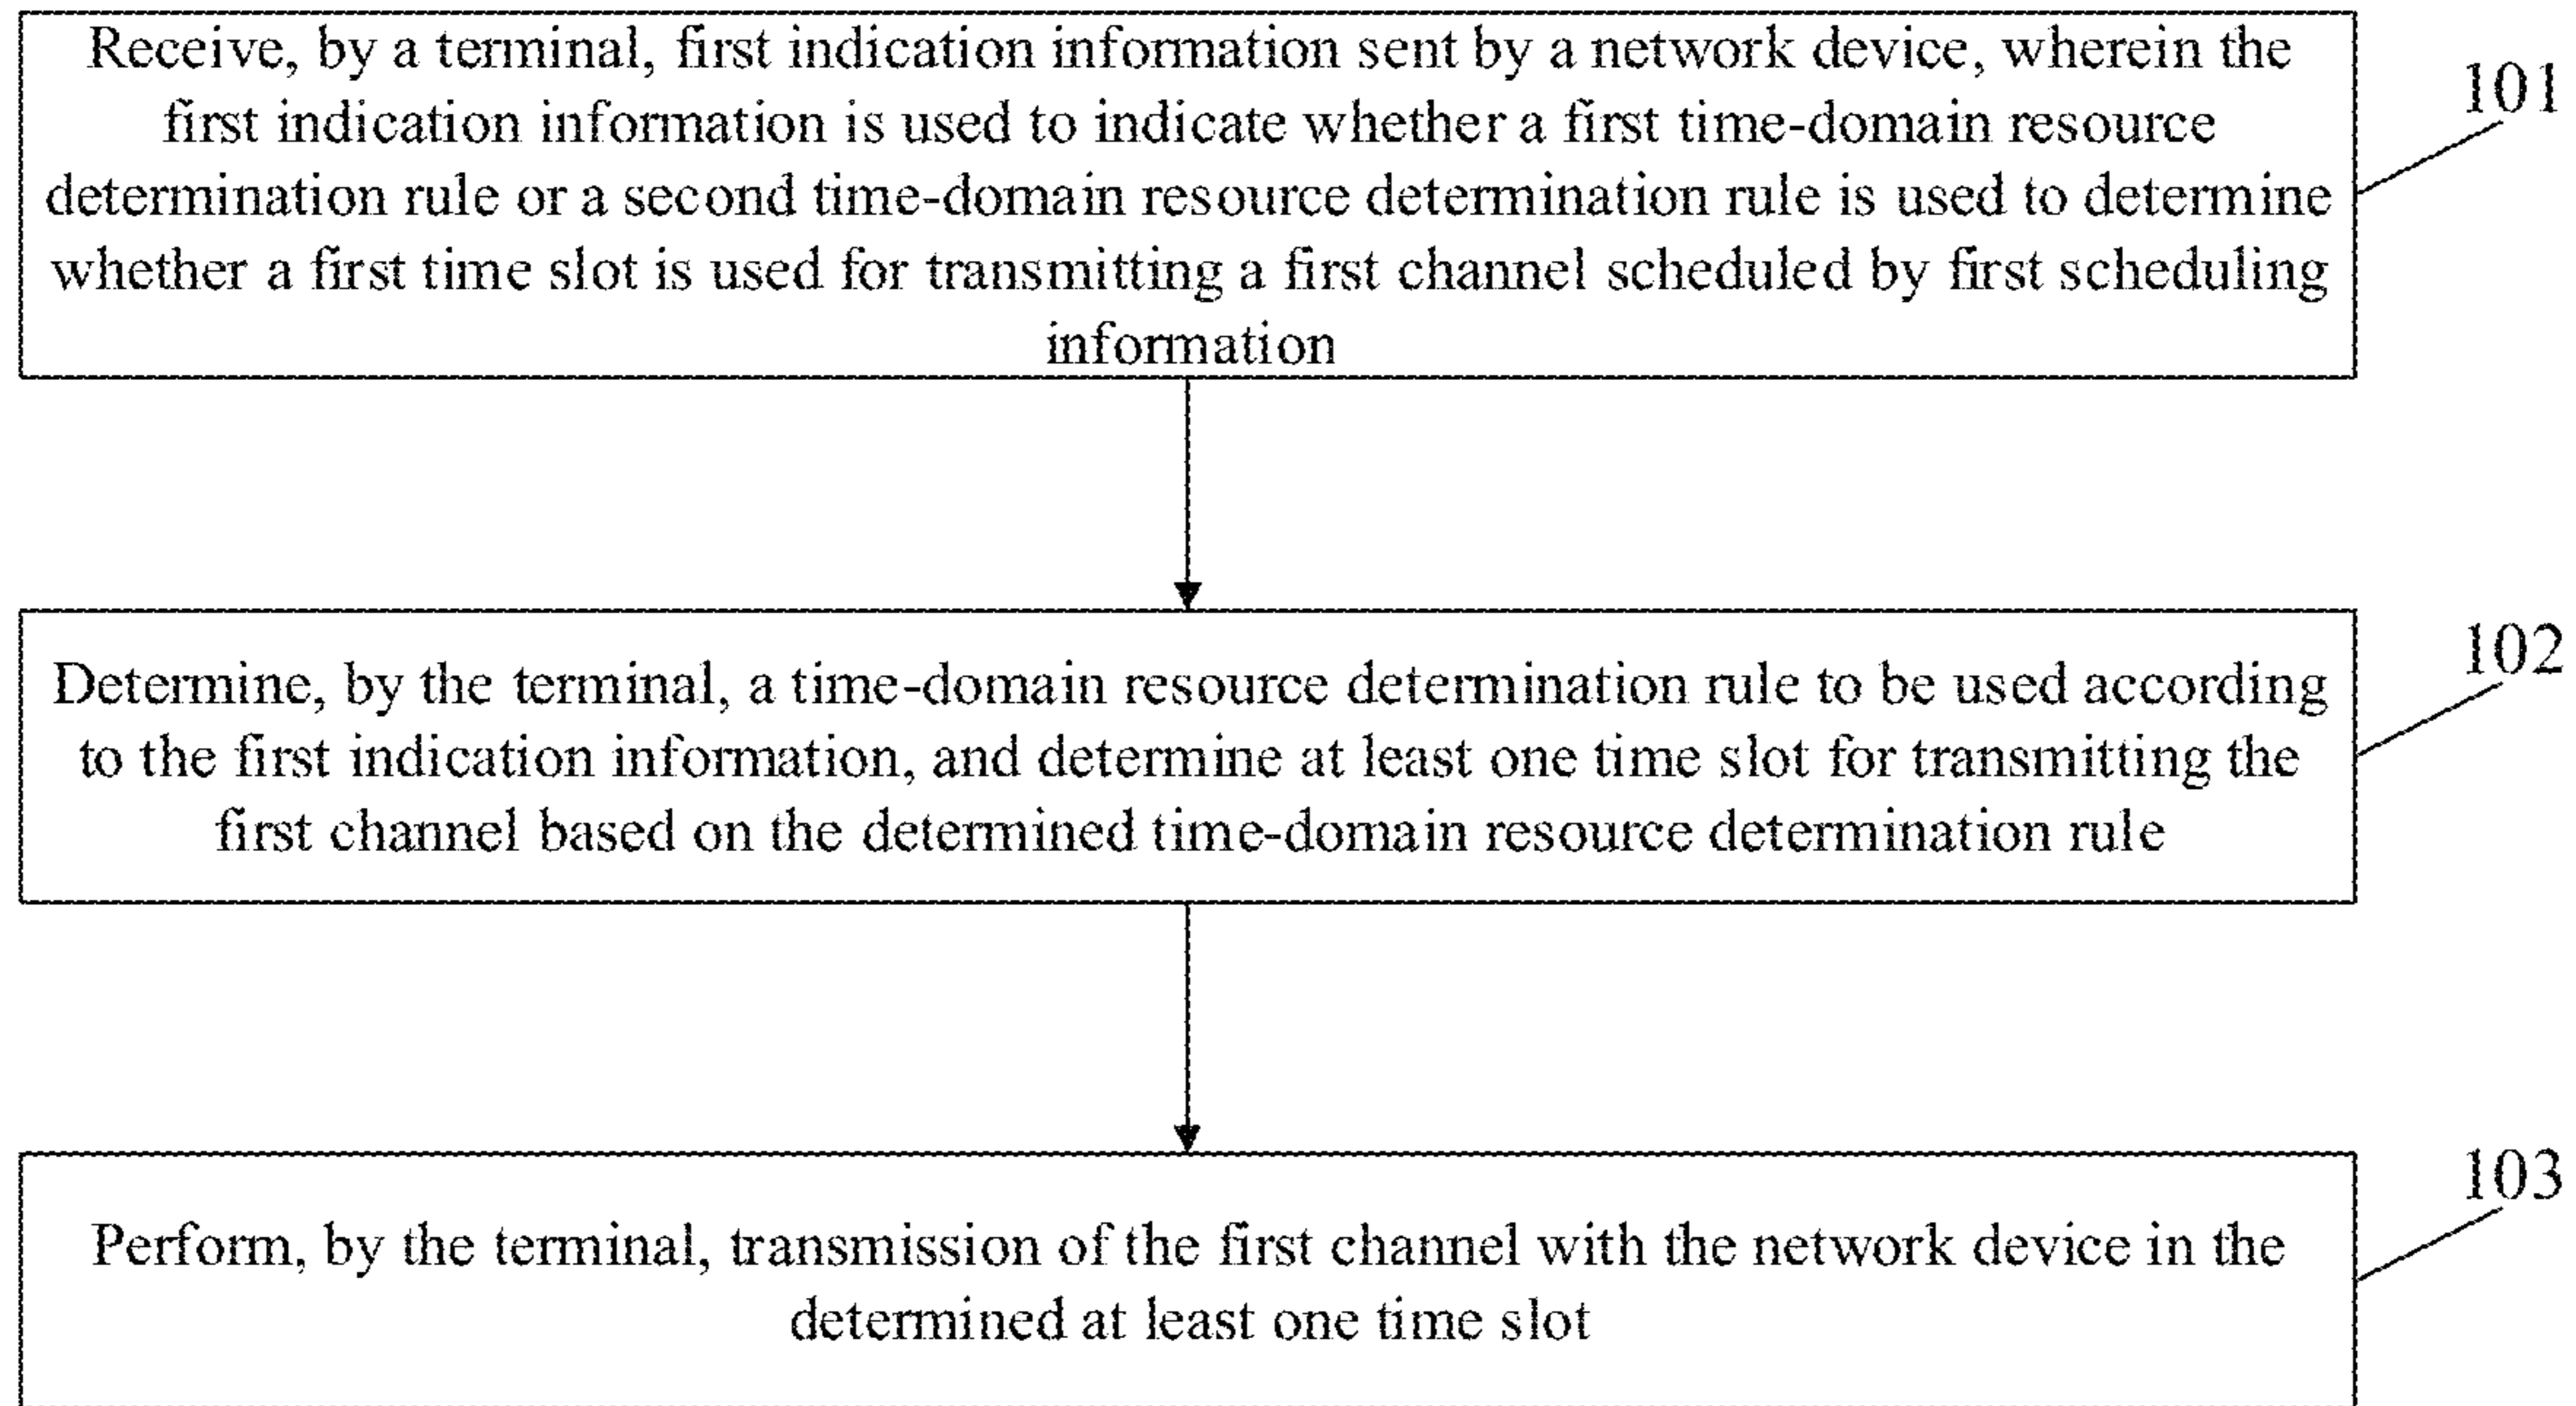 Receive, by a terminal, first indication information sent by a network device, wherein the
first indication information is used to indicate whether a first time-domain resource
determination rule or a second time-domain resource determination rule is used to determine
whether a first time slot is used for transmitting a first channel scheduled by first scheduling
information
101
Determine, by the terminal, a time-domain resource determination rule to be used according
to the first indication information, and determine at least one time slot for transmitting the
first channel based on the determined time-domain resource determination rule
102
Perform, by the terminal, transmission of the first channel with the network device in the
determined at least one time slot
103